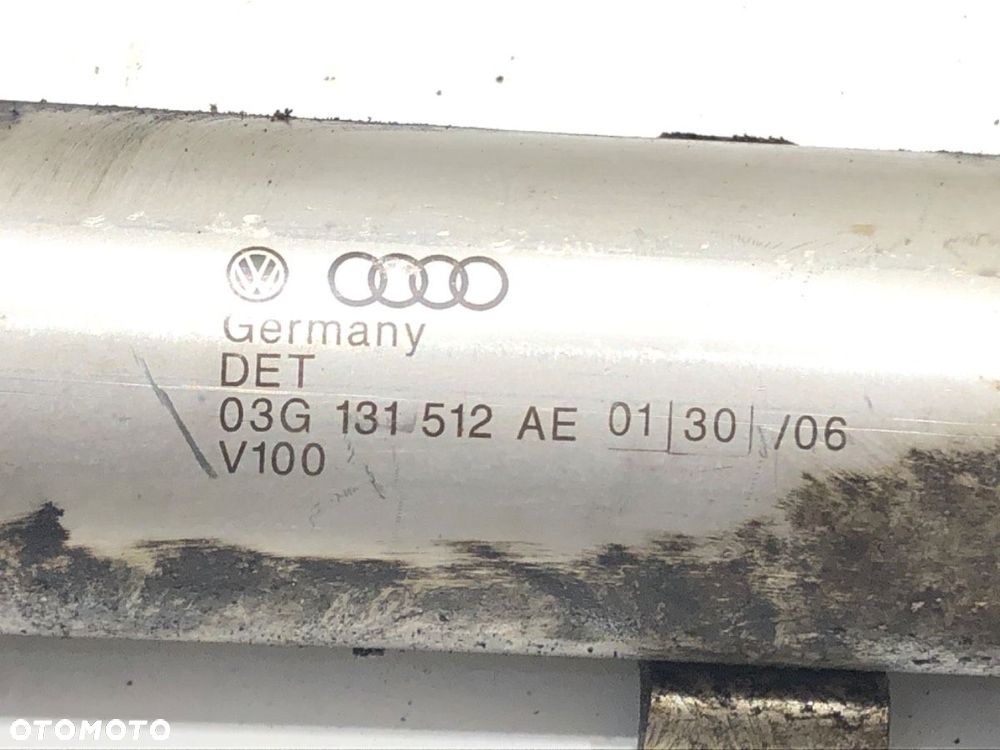 Germany
DET
03G 131 512 AE 01|30| /06
V100
OTOMOTO